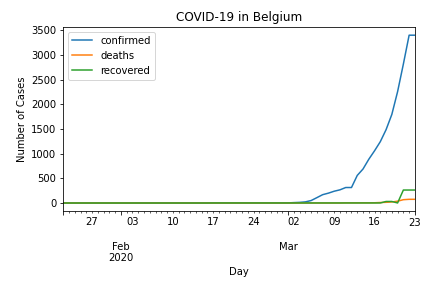 COVID-19 in Belgium
confirmed
deaths
recovered
Number of Cases
3500
3000
2500
2000
1500
1000
500
0
27 03 10 17 24 02 09 16 23
Feb Mar
2020
Day